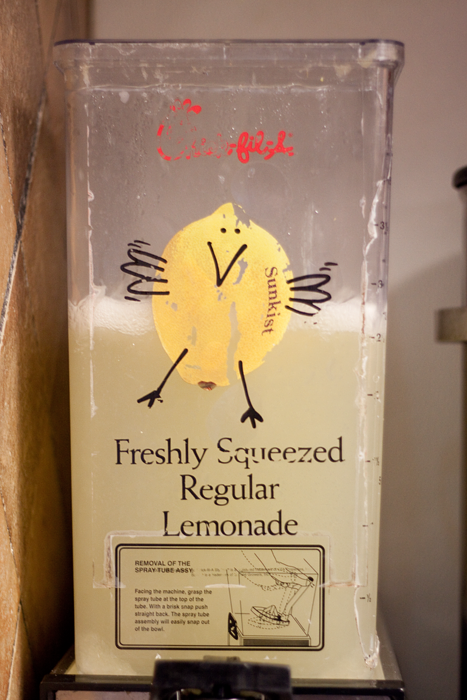 Sunkist
Freshly Squeezed
Regular
Lemonade
REMOVAL OF THE
SPRAY TUBE ASSY.
Facing the machine, grasp the
spray tube at the top of the
tube. With a brisk snap push
straight back. The spray tube
assembly will easily snap out
of the bowl.